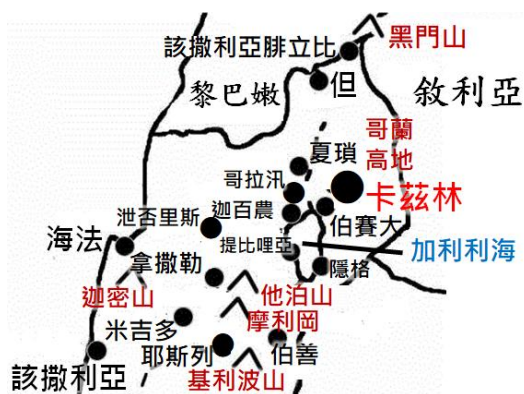 黑門山
該撒利亞腓立比
但
黎巴嫩
敘利亞
哥蘭
高地
夏瑣
哥拉汛
卡茲林
迦百農
伯賽大
泄否里斯
海法
提比哩亞
加利利海
拿撒勒
隱格
迦密山
他泊山
摩利岡
米吉多
耶斯列
伯善
該撒利亞
基利波山